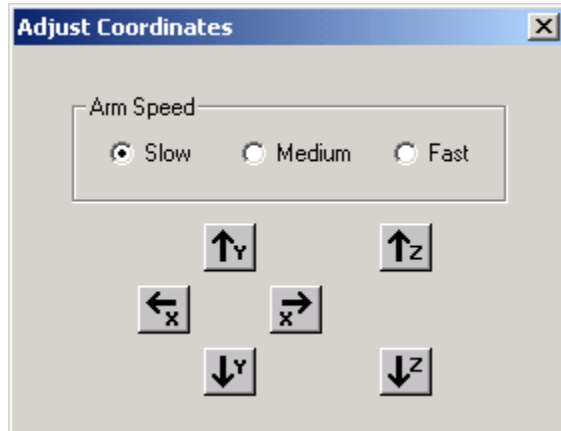 Adjust Coordinates
Arm Speed
Slow Medium Fast
Y Z
X X
Y Z